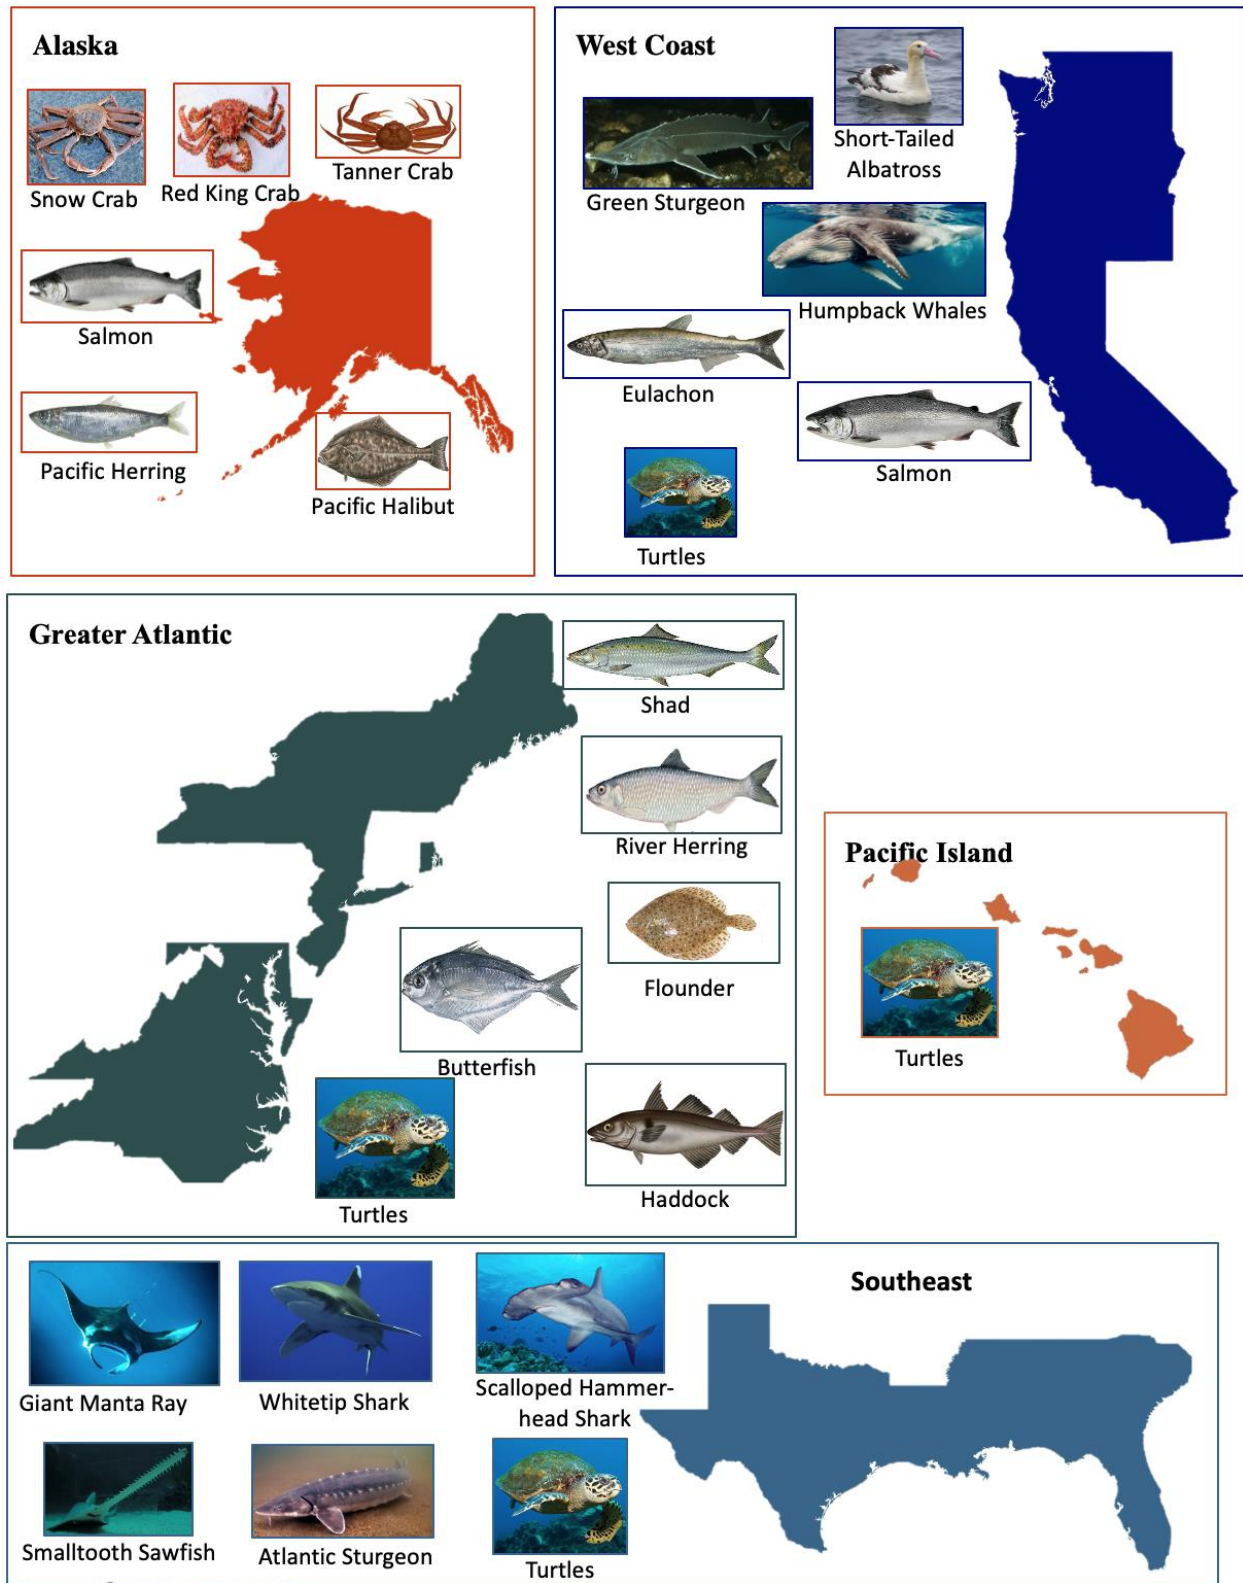 Alaska
Snow Crab
Red King Crab
Tanner Crab
Salmon
Pacific Herring
Pacific Halibut
West Coast
Short-Tailed
Albatross
Green Sturgeon
Humpback Whales
Eulachon
Salmon
Turtles
Greater Atlantic
Shad
River Herring
Flounder
Butterfish
Haddock
Turtles
Pacific Island
Turtles
Southeast
Giant Manta Ray
Whitetip Shark
Scalloped Hammer-
head Shark
Smalltooth Sawfish
Atlantic Sturgeon
Turtles